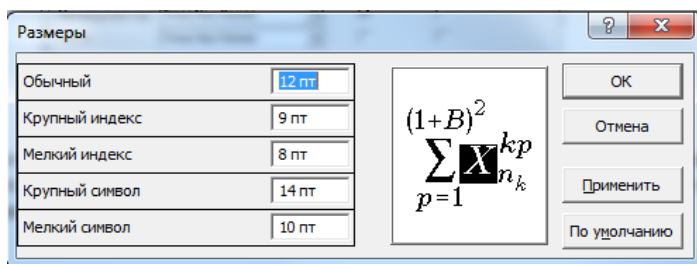 Размеры
Обычный 12 пт
Крупный индекс 9 пт
Мелкий индекс 8 пт
Крупный символ 14 пт
Мелкий символ 10 пт
(1+B)²
∑ X kp n k
p=1
ОК
Отмена
Применить
По умолчанию